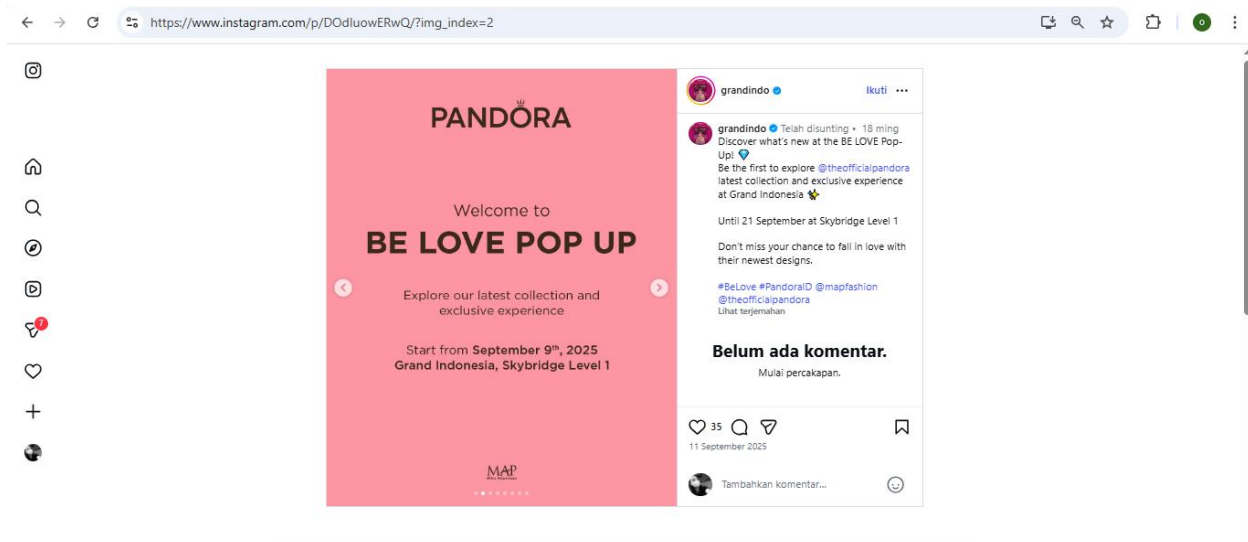 https://www.instagram.com/p/DOdIuowERwQ/?img_index=2
o
7
PANDORA
Welcome to
BE LOVE POP UP
Explore our latest collection and
exclusive experience
Start from September 9th, 2025
Grand Indonesia, Skybridge Level 1
MAP
grandindo
Ikuti
grandindo Telah disunting • 18 ming
Discover what's new at the BE LOVE Pop-
Up! 💎
Be the first to explore @theofficialpandora
latest collection and exclusive experience
at Grand Indonesia ✨
Until 21 September at Skybridge Level 1
Don't miss your chance to fall in love with
their newest designs.
#BeLove #PandoraID @mapfashion
@theofficialpandora
Lihat terjemahan
Belum ada komentar.
Mulai percakapan.
35
11 September 2025
Tambahkan komentar...